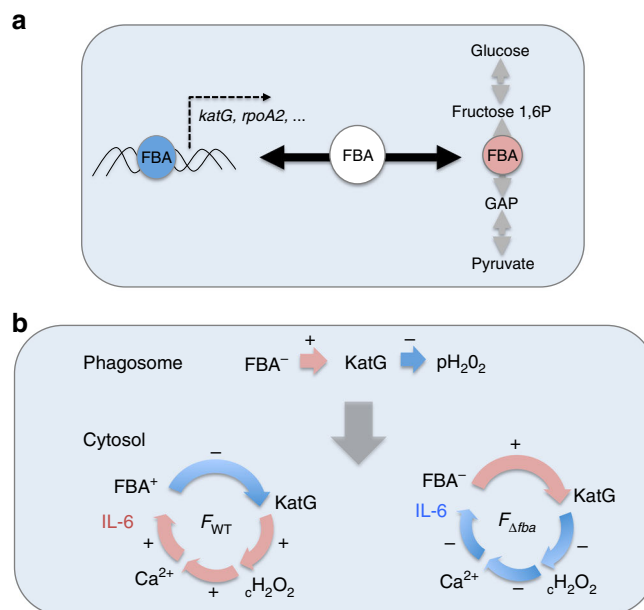 a
Glucose
katG, rpoA2, ...
Fructose 1,6P
FBA
FBA
FBA
GAP
Pyruvate
b
Phagosome
FBA⁻
+
KatG
−
pH₂0₂
Cytosol
−
FBA⁺
KatG
IL-6
F_WT
+
+
Ca²⁺
+
cH₂O₂
+
FBA⁻
KatG
IL-6
F_Δfba
−
−
Ca²⁺
−
cH₂O₂